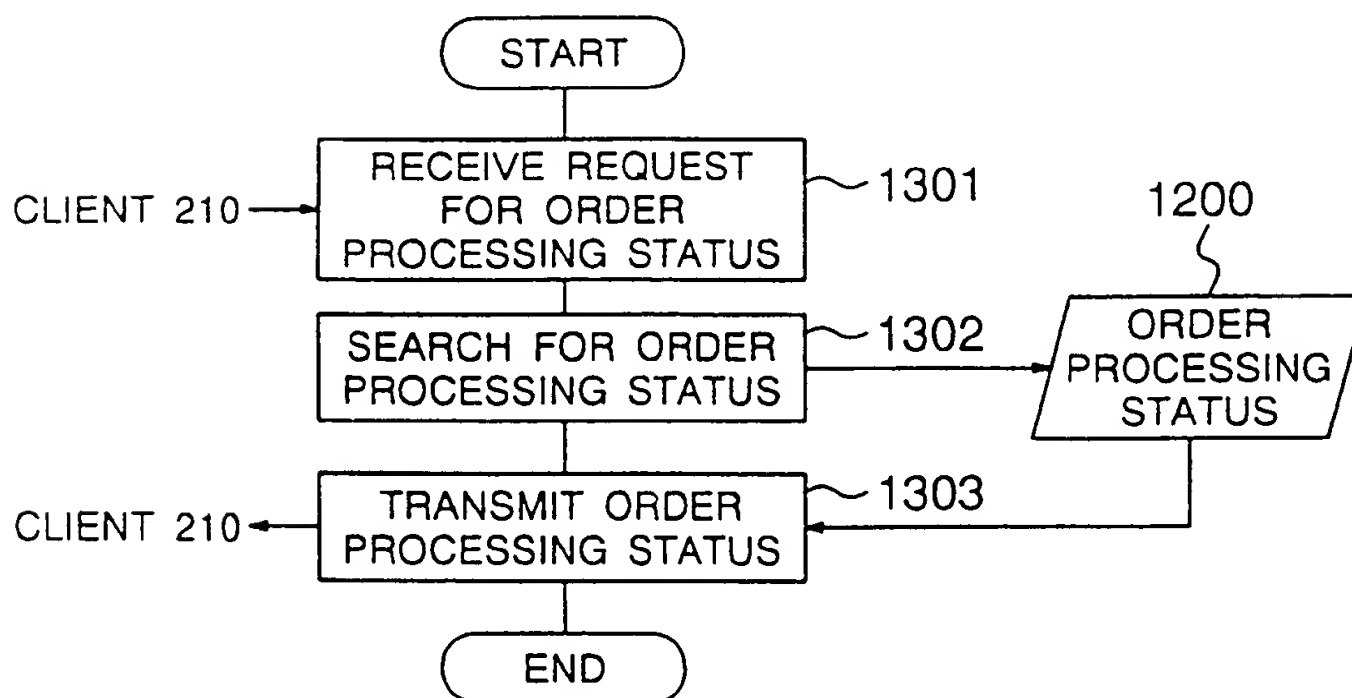 START
RECEIVE REQUEST
FOR ORDER
PROCESSING STATUS
1301
CLIENT 210
1200
SEARCH FOR ORDER
PROCESSING STATUS
1302
ORDER
PROCESSING
STATUS
TRANSMIT ORDER
PROCESSING STATUS
1303
CLIENT 210
END